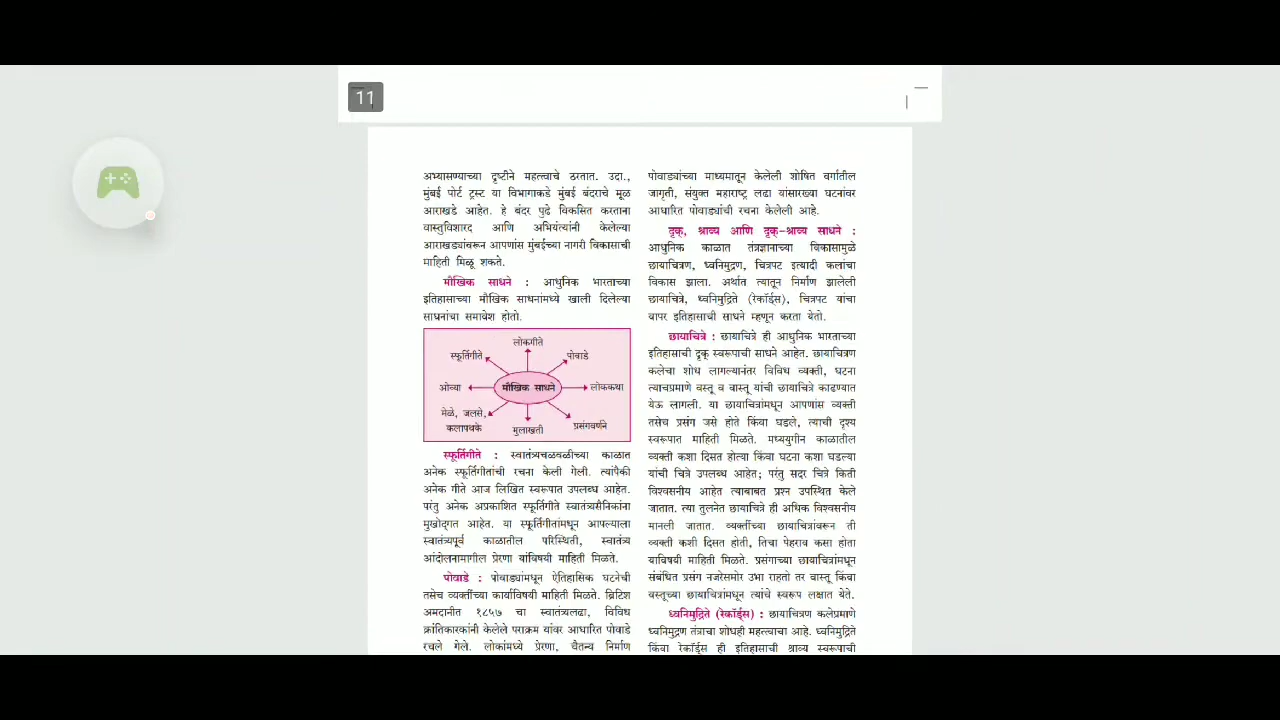 11
अभ्यासण्याच्या दृष्टीने महत्त्वाचे ठरतात. उदा.,
मुंबई पोर्ट ट्रस्ट या विभागाकडे मुंबई बंदराचे मूळ
आराखडे आहेत. हे बंदर पुढे विकसित करताना
वास्तुविशारद आणि अभियंत्यांनी केलेल्या
आराखड्यांवरून आपणांस मुंबईच्या नागरी विकासाची
माहिती मिळू शकते.
मौखिक साधने : आधुनिक भारताच्या
इतिहासाच्या मौखिक साधनांमध्ये खाली दिलेल्या
साधनांचा समावेश होतो.
लोकगीते
स्फूर्तिगीते
पोवाडे
ओव्या
मौखिक साधने
लोककथा
मेळे, जलसे,
कलापथके
मुलाखती
प्रसंगवर्णने
स्फूर्तिगीते : स्वातंत्र्यचळवळीच्या काळात
अनेक स्फूर्तिगीतांची रचना केली गेली. त्यांपैकी
अनेक गीते आज लिखित स्वरूपात उपलब्ध आहेत.
परंतु अनेक अप्रकाशित स्फूर्तिगीते स्वातंत्र्यसैनिकांना
मुखोद्गत आहेत. या स्फूर्तिगीतांमधून आपल्याला
स्वातंत्र्यपूर्व काळातील परिस्थिती, स्वातंत्र्य
आंदोलनामागील प्रेरणा यांविषयी माहिती मिळते.
पोवाडे : पोवाड्यांमधून ऐतिहासिक घटनेची
तसेच व्यक्तींच्या कार्याविषयी माहिती मिळते. ब्रिटिश
अमदानीत १८५७ चा स्वातंत्र्यलढा, विविध
क्रांतिकारकांनी केलेले पराक्रम यांवर आधारित पोवाडे
रचले गेले. लोकांमध्ये प्रेरणा, चैतन्य निर्माण
पोवाड्यांच्या माध्यमातून केलेली शोषित वर्गातील
जागृती, संयुक्त महाराष्ट्र लढा यांसारख्या घटनांवर
आधारित पोवाड्यांची रचना केलेली आहे.
दृक्, श्राव्य आणि दृक्-श्राव्य साधने :
आधुनिक काळात तंत्रज्ञानाच्या विकासामुळे
छायाचित्रण, ध्वनिमुद्रण, चित्रपट इत्यादी कलांचा
विकास झाला. अर्थात त्यातून निर्माण झालेली
छायाचित्रे, ध्वनिमुद्रिते (रेकॉर्ड्स), चित्रपट यांचा
वापर इतिहासाची साधने म्हणून करता येतो.
छायाचित्रे : छायाचित्रे ही आधुनिक भारताच्या
इतिहासाची दृक् स्वरूपाची साधने आहेत. छायाचित्रण
कलेचा शोध लागल्यानंतर विविध व्यक्ती, घटना
त्याचप्रमाणे वस्तू व वास्तू यांची छायाचित्रे काढण्यात
येऊ लागली. या छायाचित्रांमधून आपणांस व्यक्ती
तसेच प्रसंग जसे होते किंवा घडले, त्याची दृश्य
स्वरूपात माहिती मिळते. मध्ययुगीन काळातील
व्यक्ती कशा दिसत होत्या किंवा घटना कशा घडल्या
यांची चित्रे उपलब्ध आहेत; परंतु सदर चित्रे किती
विश्वसनीय आहेत त्याबाबत प्रश्न उपस्थित केले
जातात. त्या तुलनेत छायाचित्रे ही अधिक विश्वसनीय
मानली जातात. व्यक्तींच्या छायाचित्रांवरून ती
व्यक्ती कशी दिसत होती, तिचा पेहराव कसा होता
याविषयी माहिती मिळते. प्रसंगाच्या छायाचित्रांमधून
संबंधित प्रसंग नजरेसमोर उभा राहतो तर वास्तू किंवा
वस्तूच्या छायाचित्रांमधून त्यांचे स्वरूप लक्षात येते.
ध्वनिमुद्रिते (रेकॉर्ड्स) : छायाचित्रण कलेप्रमाणे
ध्वनिमुद्रण तंत्राचा शोधही महत्त्वाचा आहे. ध्वनिमुद्रिते
किंवा रेकॉर्ड्स ही इतिहासाची श्राव्य स्वरूपाची